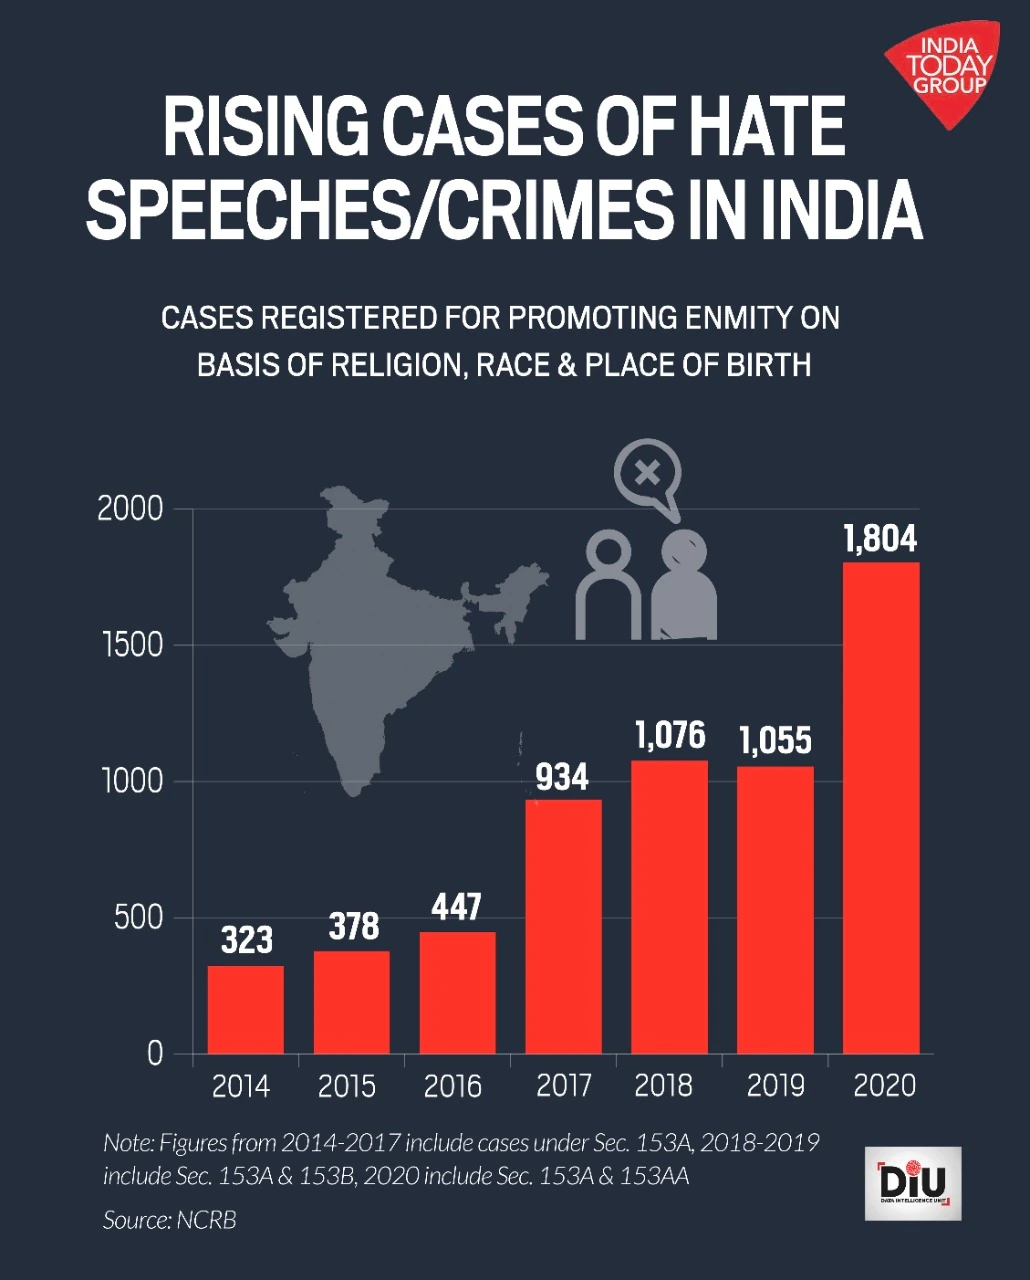 INDIA
TODAY
GROUP
RISING CASES OF HATE
SPEECHES/CRIMES IN INDIA
CASES REGISTERED FOR PROMOTING ENMITY ON
BASIS OF RELIGION, RACE & PLACE OF BIRTH
2000
1500
1000
500
0
323
378
447
934
1,076
1,055
1,804
2014
2015
2016
2017
2018
2019
2020
Note: Figures from 2014-2017 include cases under Sec. 153A, 2018-2019
include Sec. 153A & 153B, 2020 include Sec. 153A & 153AA
Source: NCRB
DIU
DATA INTELLIGENCE UNIT